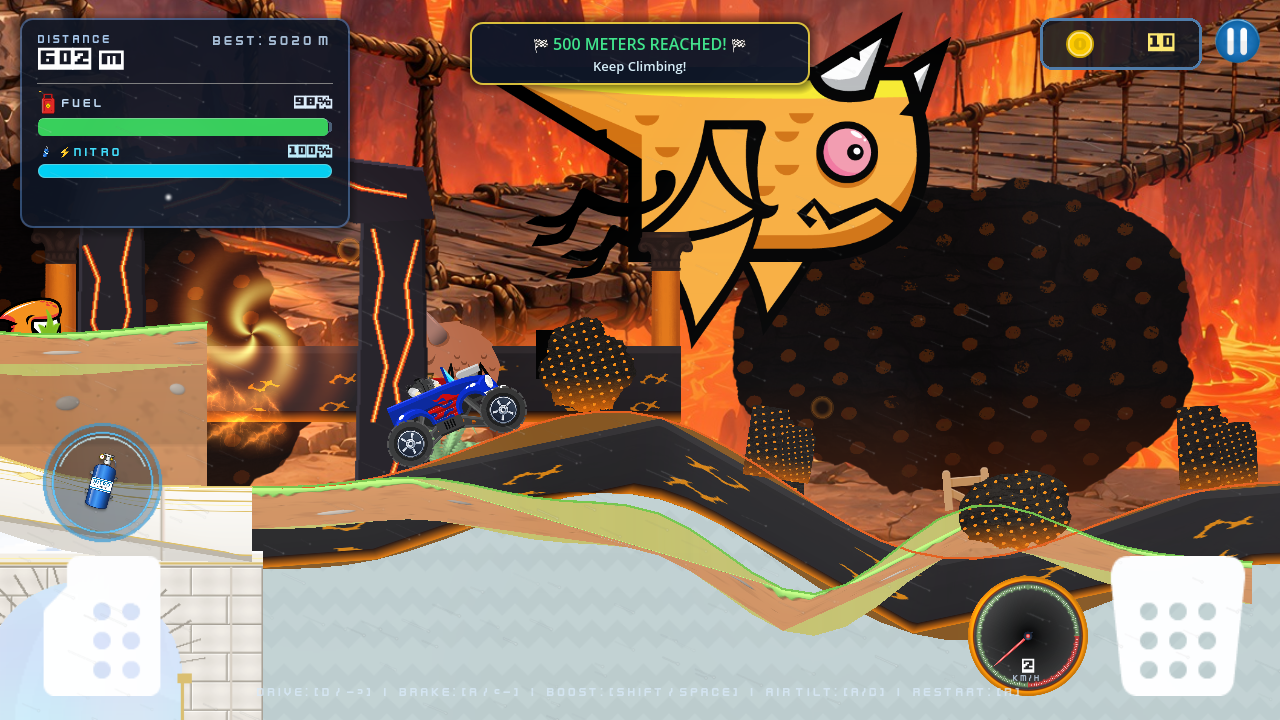 DISTANCE
602 m
BEST: 5020 M
FUEL
98%
NITRO
100%
500 METERS REACHED!
Keep Climbing!
10
2
KM/H
DRIVE: [D / →] | BRAKE: [A / ←] | BOOST: [SHIFT / SPACE] | AIR TILT: [A/D] | RESTART: [R]